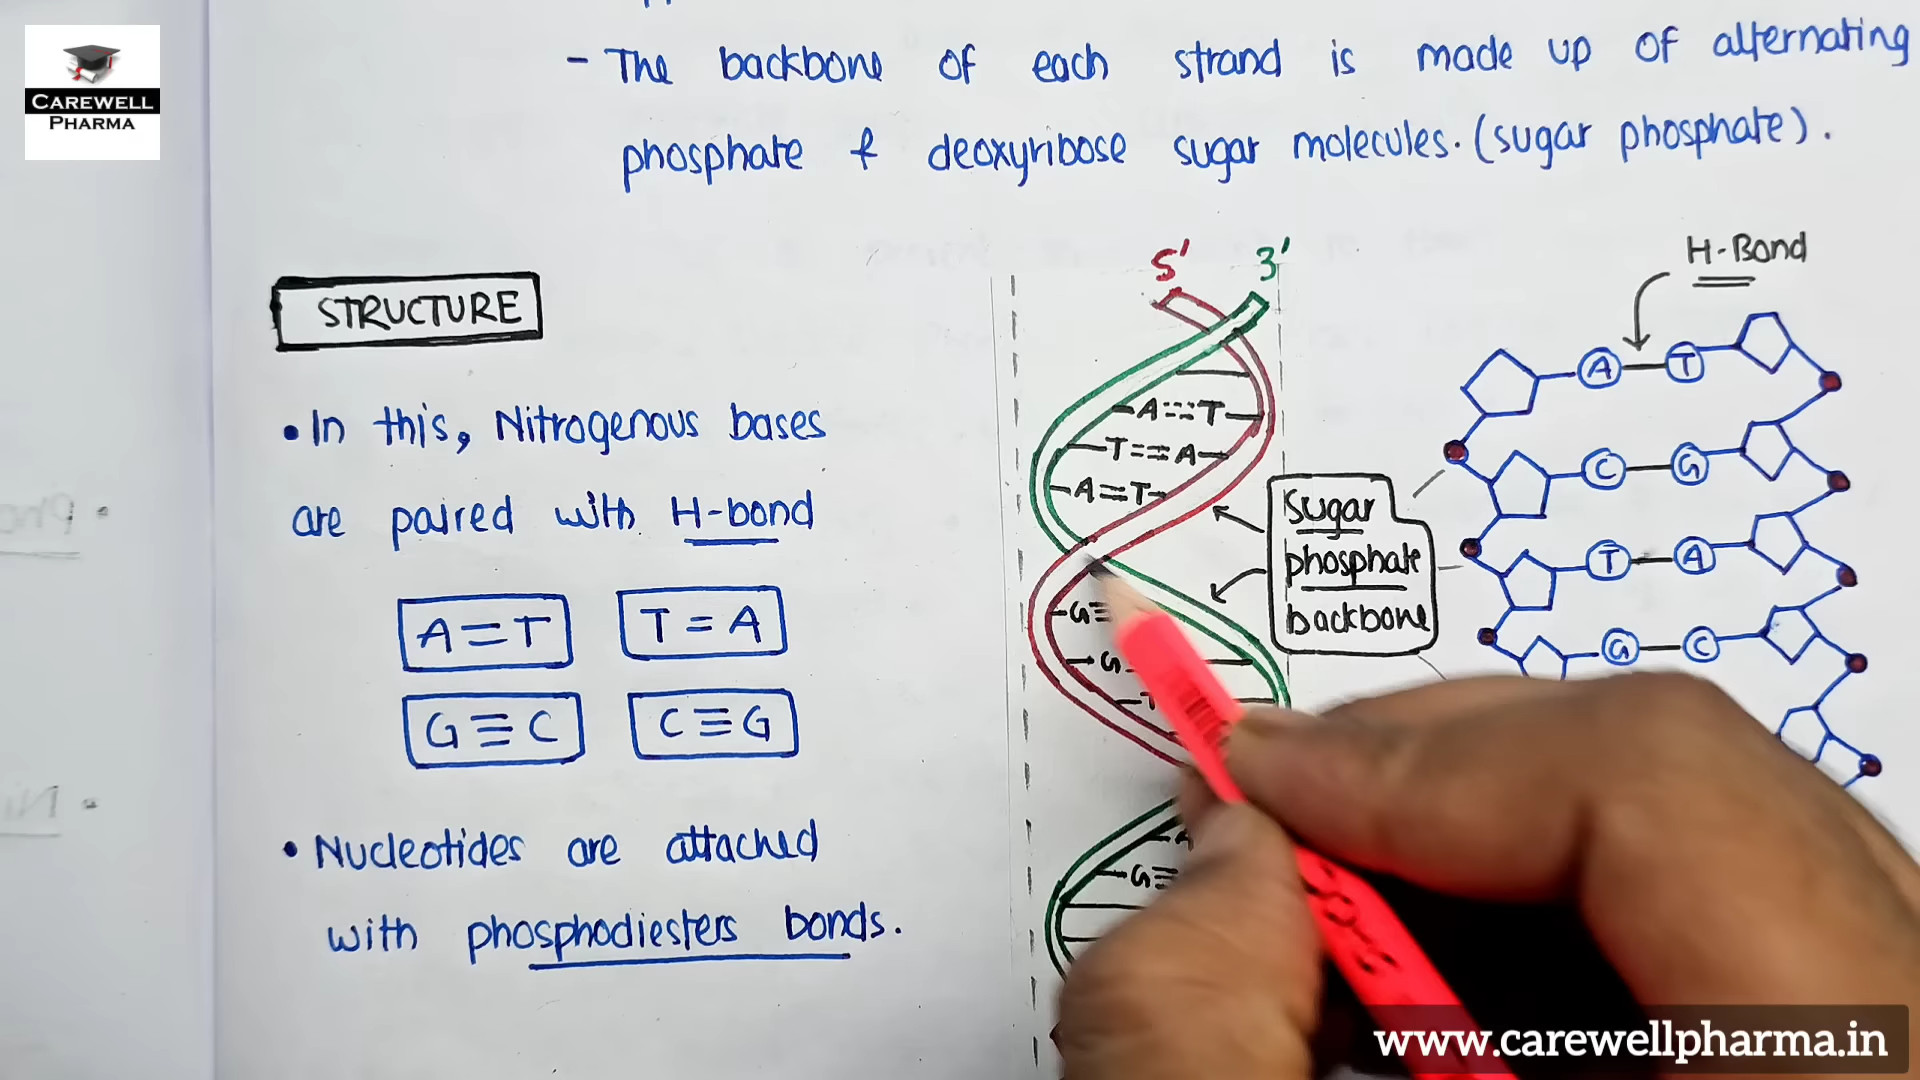 CAREWELL
PHARMA
- The backbone of each strand is made up of alternating
phosphate & deoxyribose sugar molecules. (sugar phosphate).
STRUCTURE
• In this, Nitrogenous bases
are paired with H-bond
A = T
T = A
G ≡ C
C ≡ G
• Nucleotides are attached
with phosphodiesters bonds.
5' 3'
A T
T A
A = T
G
G
T
A
G
sugar
phosphate
backbone
H-Bond
A T
C G
T A
G C
www.carewellpharma.in